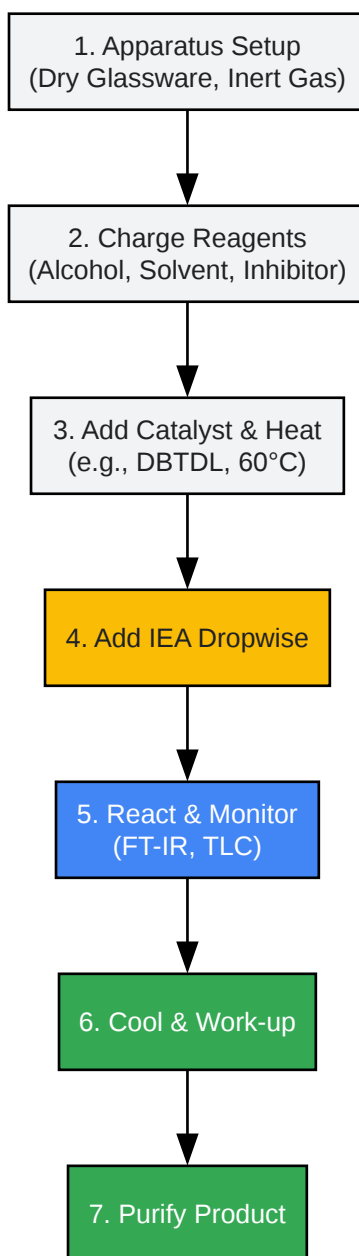 1. Apparatus Setup
(Dry Glassware, Inert Gas)
2. Charge Reagents
(Alcohol, Solvent, Inhibitor)
3. Add Catalyst & Heat
(e.g., DBTDL, 60°C)
4. Add IEA Dropwise
5. React & Monitor
(FT-IR, TLC)
6. Cool & Work-up
7. Purify Product